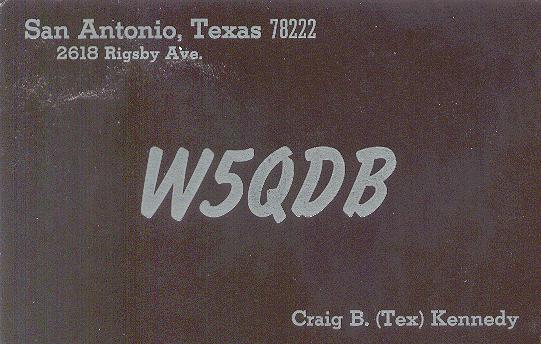 San Antonio, Texas 78222
2618 Rigsby Ave.
W5QDB
Craig B. (Tex) Kennedy